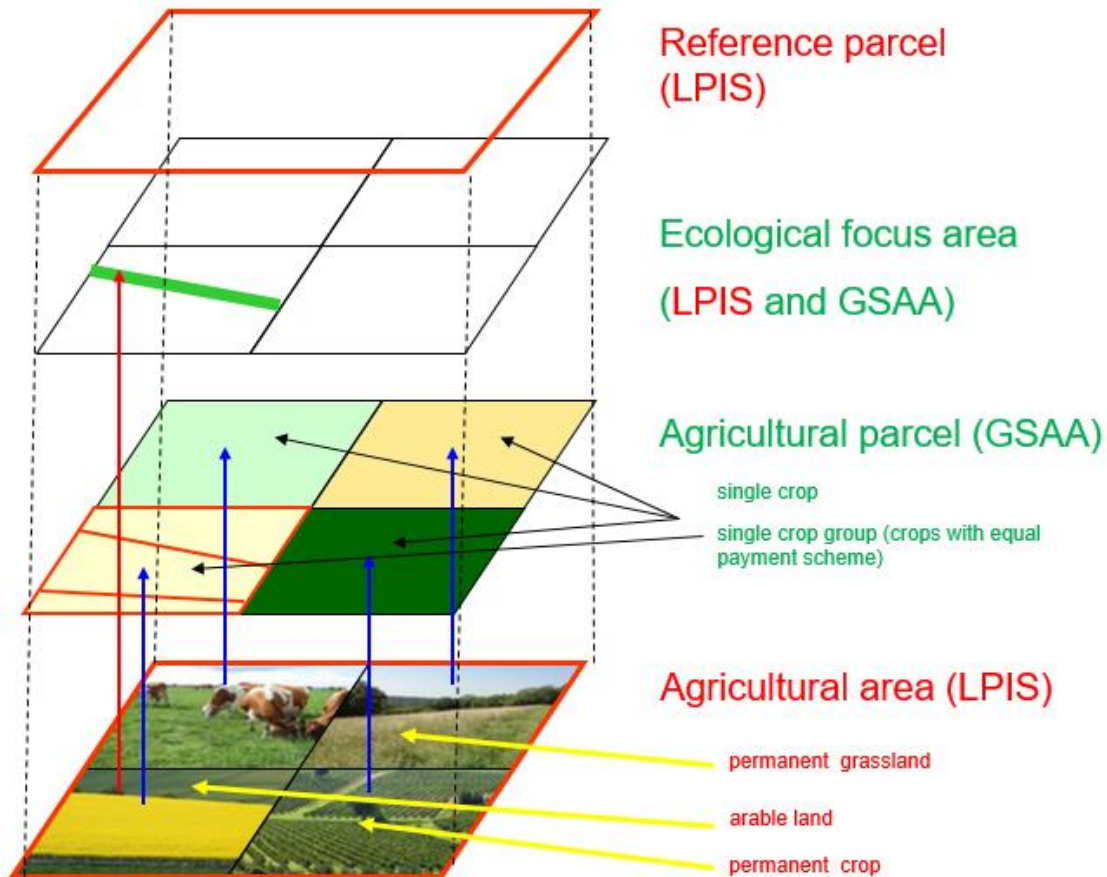 Reference parcel
(LPIS)
Ecological focus area
(LPIS and GSAA)
Agricultural parcel (GSAA)
single crop
single crop group (crops with equal
payment scheme)
Agricultural area (LPIS)
permanent grassland
arable land
permanent crop